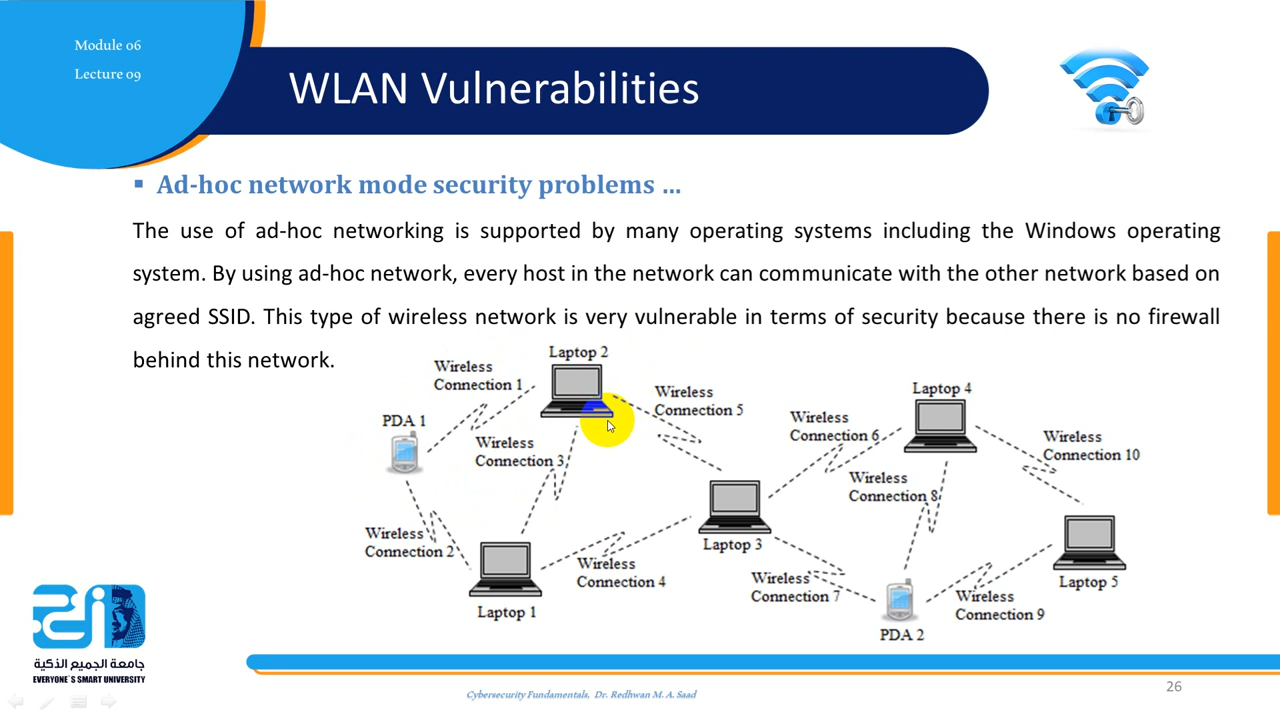 Module 06
Lecture 09
WLAN Vulnerabilities
▪ Ad-hoc network mode security problems ...
The use of ad-hoc networking is supported by many operating systems including the Windows operating
system. By using ad-hoc network, every host in the network can communicate with the other network based on
agreed SSID. This type of wireless network is very vulnerable in terms of security because there is no firewall
behind this network.
Laptop 2
Wireless
Connection 1
Wireless
Connection 5
Laptop 4
PDA 1
Wireless
Connection 6
Wireless
Connection 3
Wireless
Connection 10
Wireless
Connection 8
Wireless
Connection 2
Laptop 3
Wireless
Connection 4
Wireless
Connection 7
Laptop 5
Wireless
Connection 9
Laptop 1
PDA 2
جامعة الجميع الذكية
EVERYONE'S SMART UNIVERSITY
Cybersecurity Fundamentals, Dr. Redhwan M. A. Saad
26